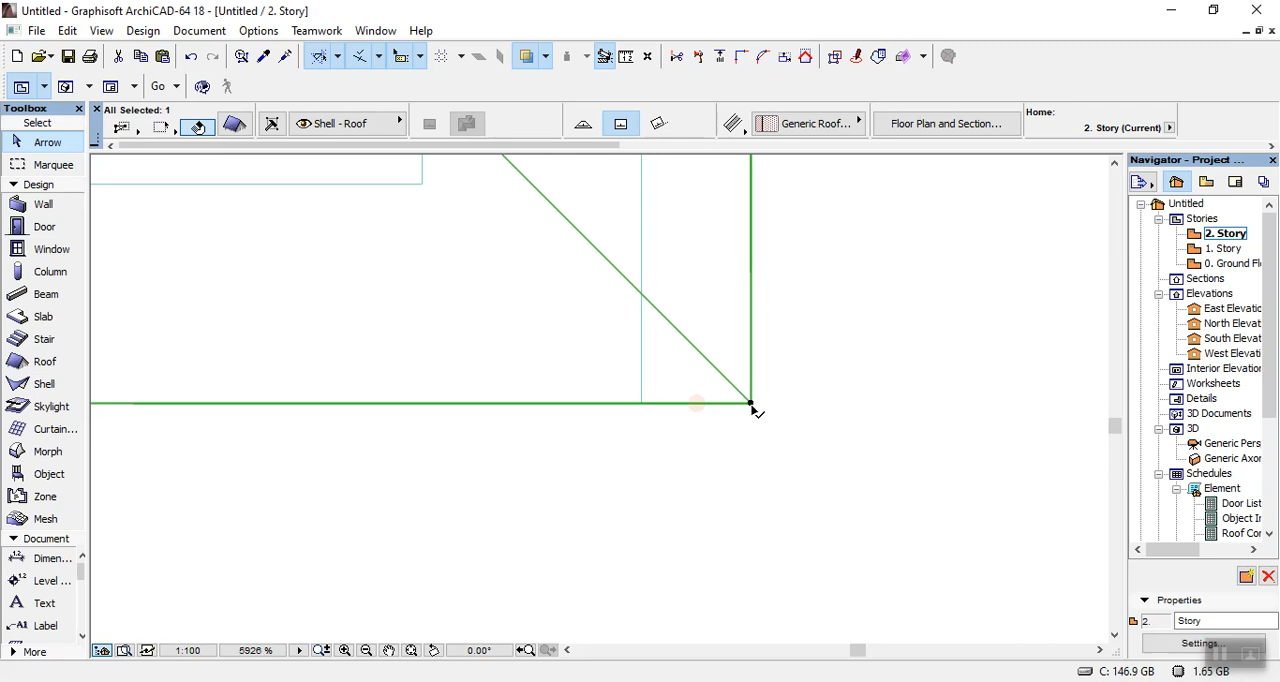 Untitled - Graphisoft ArchiCAD-64 18 - [Untitled / 2. Story]
File Edit View Design Document Options Teamwork Window Help
Go
Toolbox
All Selected: 1
Home:
Navigator - Project ...
Select
Arrow
Shell - Roof
Generic Roof...
Floor Plan and Section...
2. Story (Current)
Marquee
Design
Wall
Door
Window
Column
Beam
Slab
Stair
Roof
Shell
Skylight
Curtain...
Morph
Object
Zone
Mesh
Document
Dimen...
Level ...
Text
Label
More
Untitled
Stories
2. Story
1. Story
0. Ground Fl
Sections
Elevations
East Elevatic
North Elevat
South Elevat
West Elevati
Interior Elevation
Worksheets
Details
3D Documents
3D
Generic Pers
Generic Axor
Schedules
Element
Door List
Object In
Roof Cor
Properties
2. Story
Settings...
1:100 5926 % 0.00°
C: 146.9 GB 1.65 GB